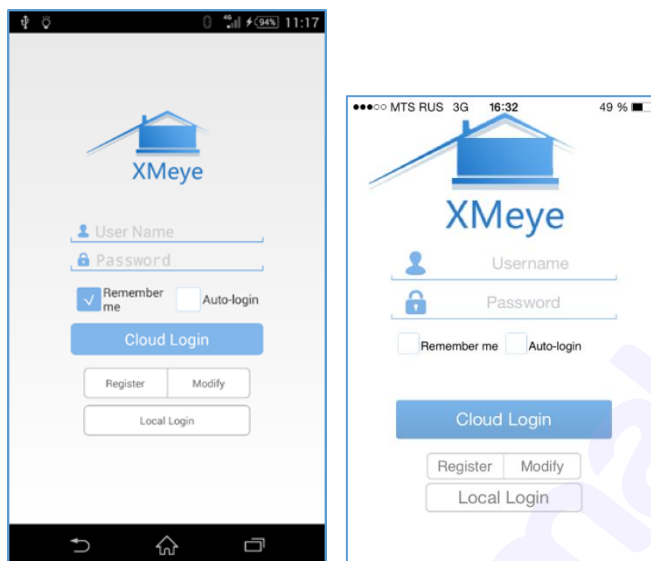 4G 94% 11:17
XMeye
User Name
Password
Remember me
Auto-login
Cloud Login
Register Modify
Local Login
MTS RUS 3G 16:32 49 %
XMeye
Username
Password
Remember me Auto-login
Cloud Login
Register Modify
Local Login